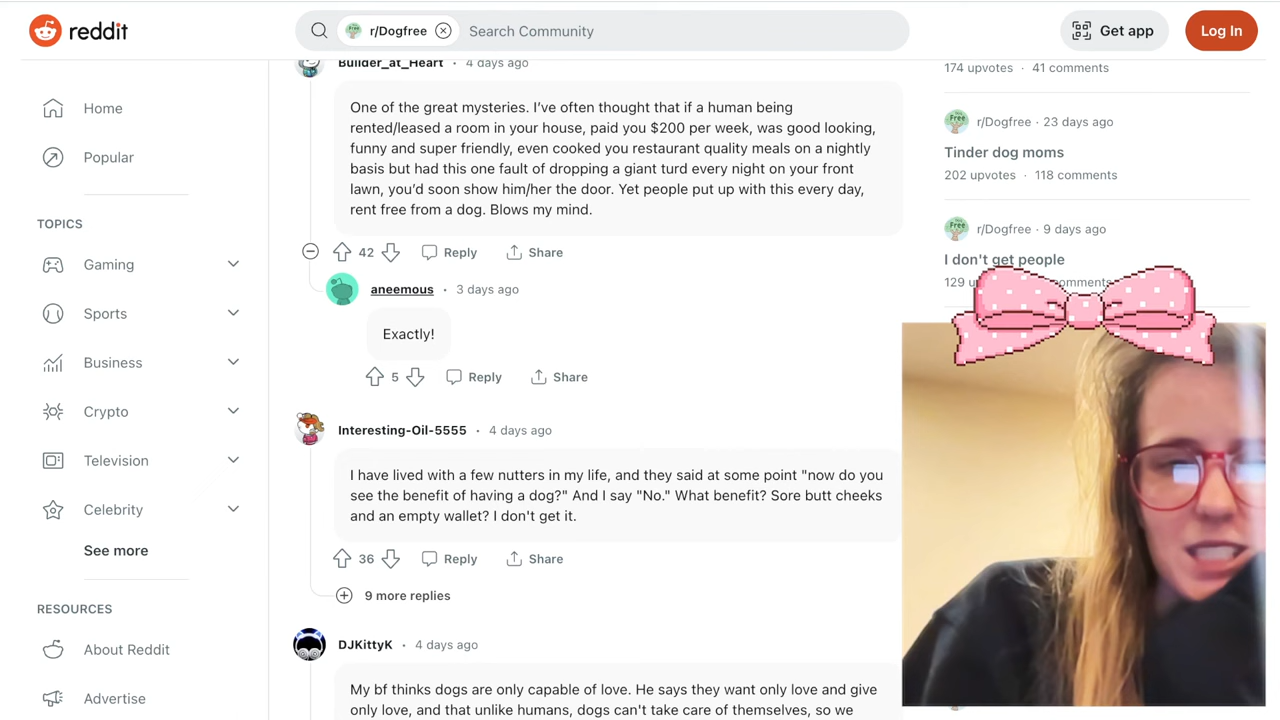 reddit
r/Dogfree
Search Community
Get app
Log In
Home
Popular
TOPICS
Gaming
Sports
Business
Crypto
Television
Celebrity
See more
RESOURCES
About Reddit
Advertise
Builder_at_Heart · 4 days ago
One of the great mysteries. I've often thought that if a human being
rented/leased a room in your house, paid you $200 per week, was good looking,
funny and super friendly, even cooked you restaurant quality meals on a nightly
basis but had this one fault of dropping a giant turd every night on your front
lawn, you'd soon show him/her the door. Yet people put up with this every day,
rent free from a dog. Blows my mind.
42 Reply Share
aneemous · 3 days ago
Exactly!
5 Reply Share
Interesting-Oil-5555 · 4 days ago
I have lived with a few nutters in my life, and they said at some point "now do you
see the benefit of having a dog?" And I say "No." What benefit? Sore butt cheeks
and an empty wallet? I don't get it.
36 Reply Share
9 more replies
DJKittyK · 4 days ago
My bf thinks dogs are only capable of love. He says they want only love and give
only love, and that unlike humans, dogs can't take care of themselves, so we
174 upvotes · 41 comments
r/Dogfree · 23 days ago
Tinder dog moms
202 upvotes · 118 comments
r/Dogfree · 9 days ago
I don't get people
129